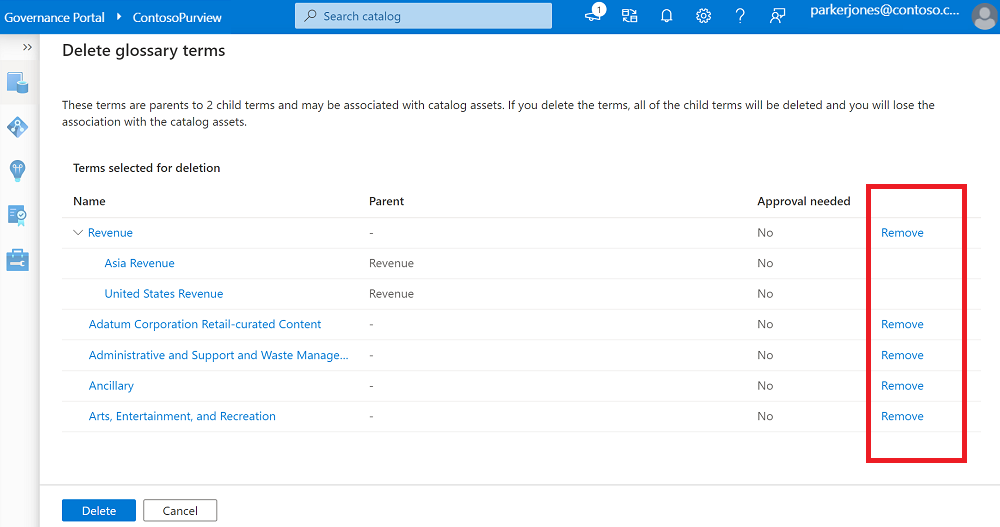 Governance Portal ContosoPurview Search catalog 1 ? parkerjones@contoso.c...
Delete glossary terms
These terms are parents to 2 child terms and may be associated with catalog assets. If you delete the terms, all of the child terms will be deleted and you will lose the
association with the catalog assets.
Terms selected for deletion
Name Parent Approval needed
Revenue - No Remove
Asia Revenue Revenue No
United States Revenue Revenue No
Adatum Corporation Retail-curated Content - No Remove
Administrative and Support and Waste Manage... - No Remove
Ancillary - No Remove
Arts, Entertainment, and Recreation - No Remove
Delete Cancel